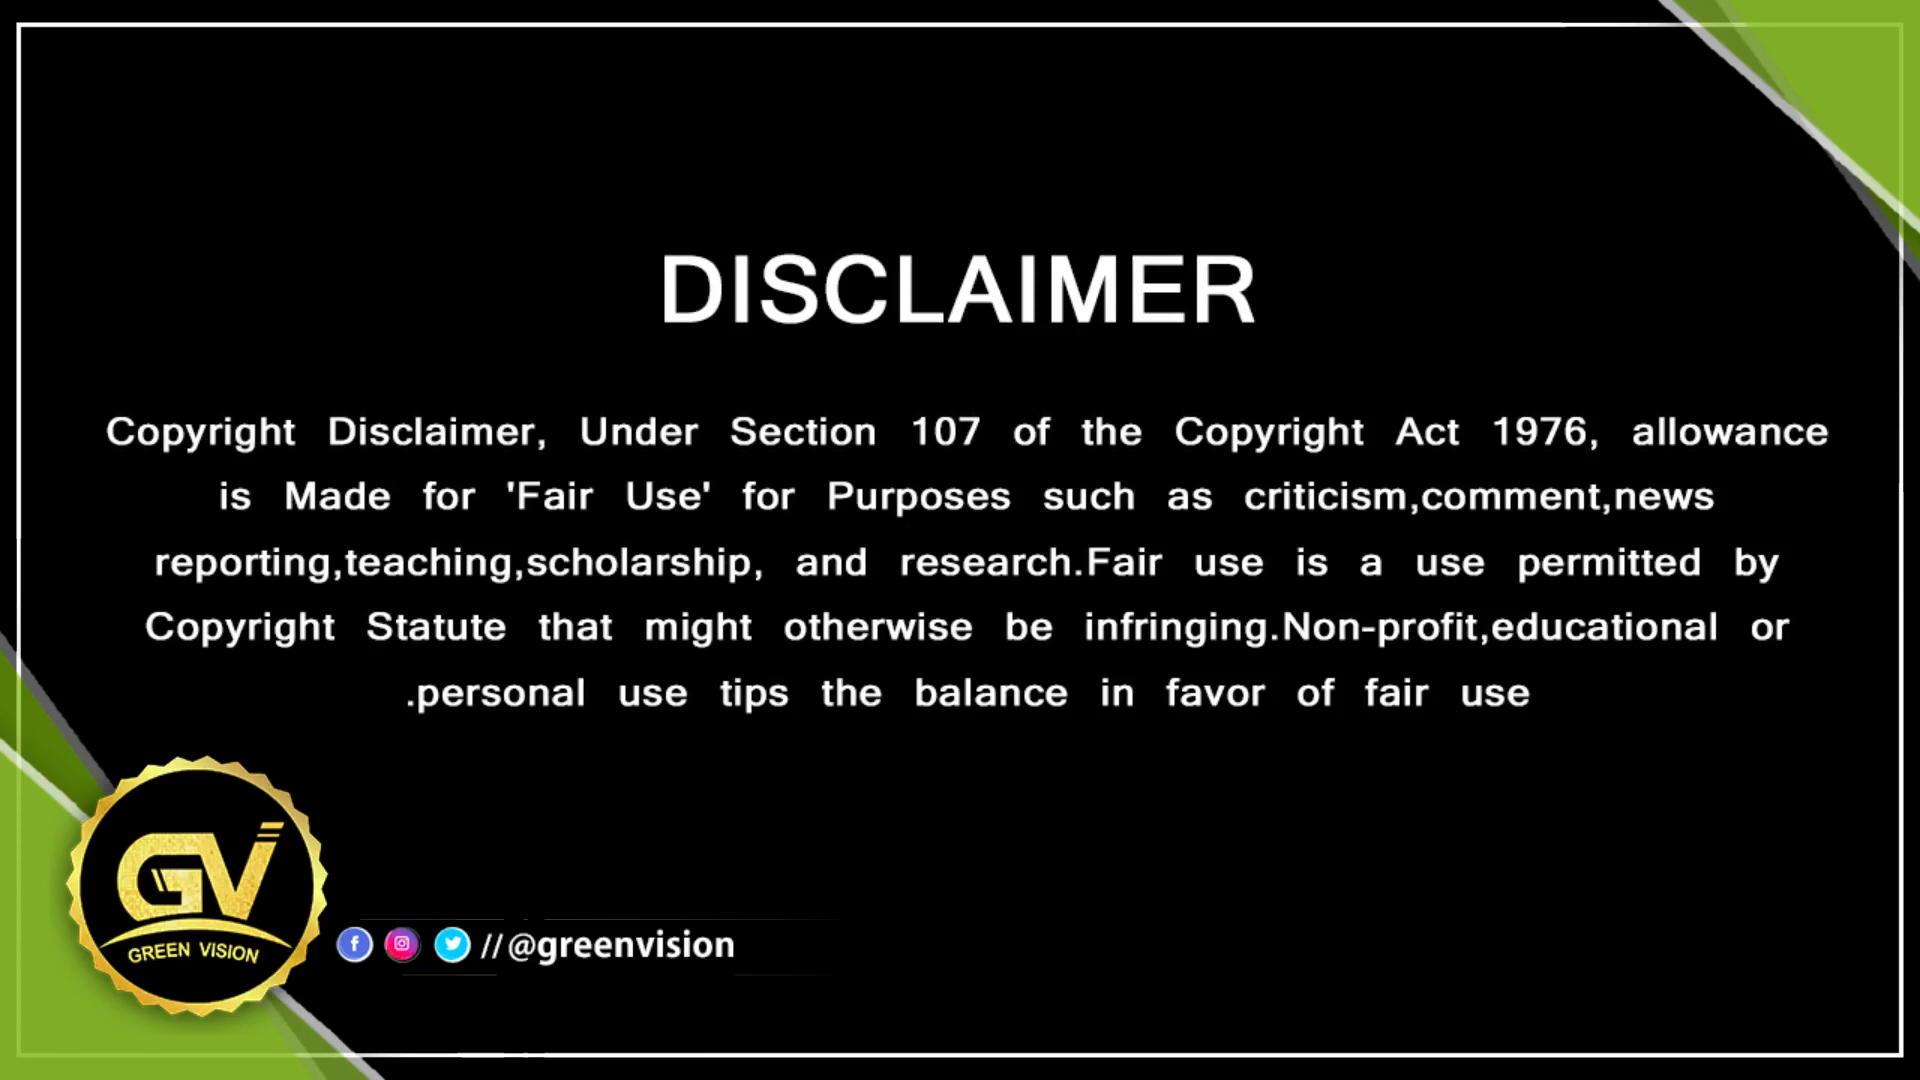 DISCLAIMER
Copyright Disclaimer, Under Section 107 of the Copyright Act 1976, allowance
is Made for 'Fair Use' for Purposes such as criticism,comment,news
reporting,teaching,scholarship, and research.Fair use is a use permitted by
Copyright Statute that might otherwise be infringing.Non-profit,educational or
.personal use tips the balance in favor of fair use
GV
GREEN VISION
//@greenvision